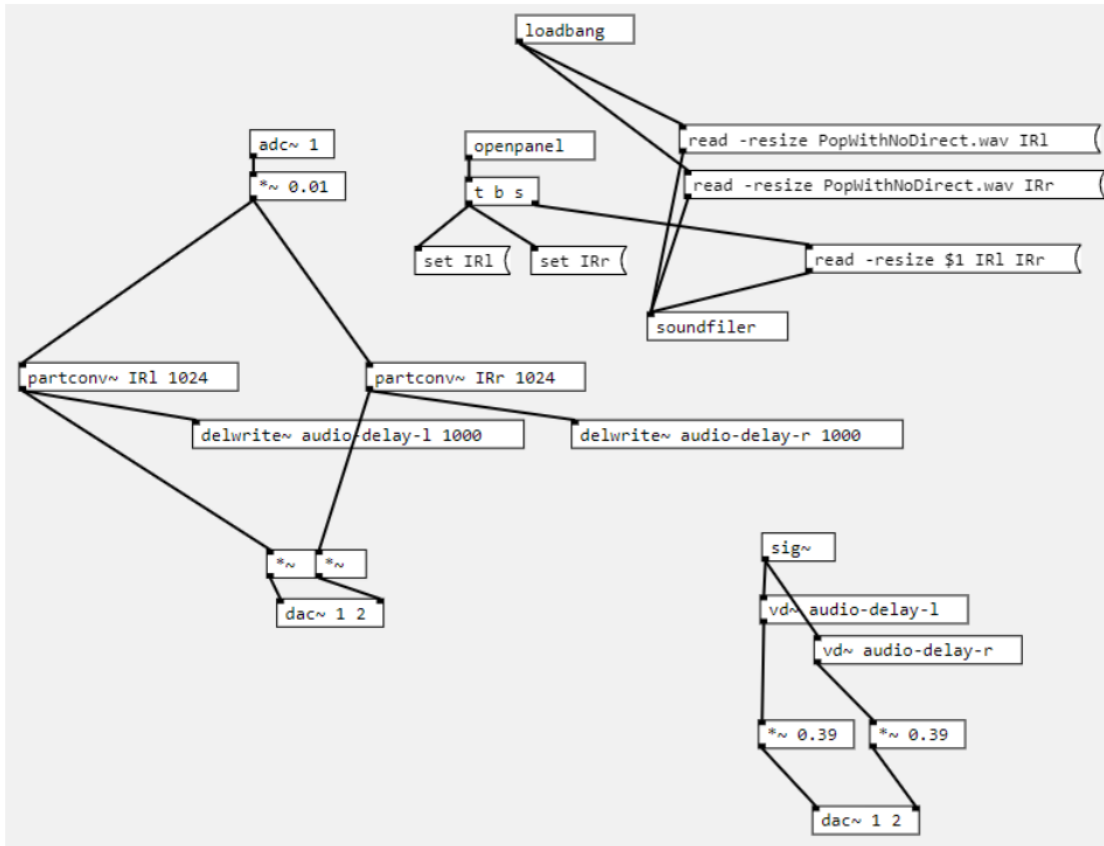 loadbang
adc~ 1
openpanel
read -resize PopWithNoDirect.wav IRl
*~ 0.01
t b s
read -resize PopWithNoDirect.wav IRr
set IRl
set IRr
read -resize $1 IRl IRr
soundfiler
partconv~ IRl 1024
partconv~ IRr 1024
delwrite~ audio-delay-l 1000
delwrite~ audio-delay-r 1000
*~
*~
sig~
dac~ 1 2
vd~ audio-delay-l
vd~ audio-delay-r
*~ 0.39
*~ 0.39
dac~ 1 2